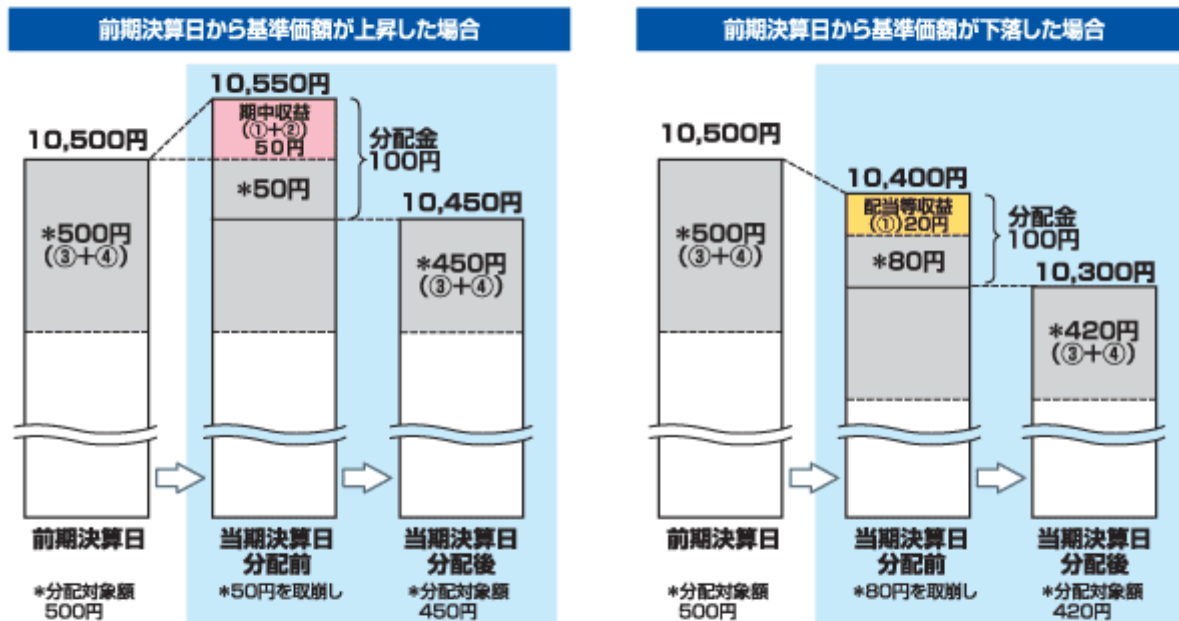 前期決算日から基準価額が上昇した場合
10,500円
*500円
(③+④)
前期決算日
*分配対象額
500円
10,550円
期中収益
(①+②)
50円
*50円
分配金
100円
当期決算日
分配前
*50円を取崩し
10,450円
*450円
(③+④)
当期決算日
分配後
*分配対象額
450円
前期決算日から基準価額が下落した場合
10,500円
*500円
(③+④)
前期決算日
*分配対象額
500円
10,400円
配当等収益
(①)20円
*80円
分配金
100円
当期決算日
分配前
*80円を取崩し
10,300円
*420円
(③+④)
当期決算日
分配後
*分配対象額
420円